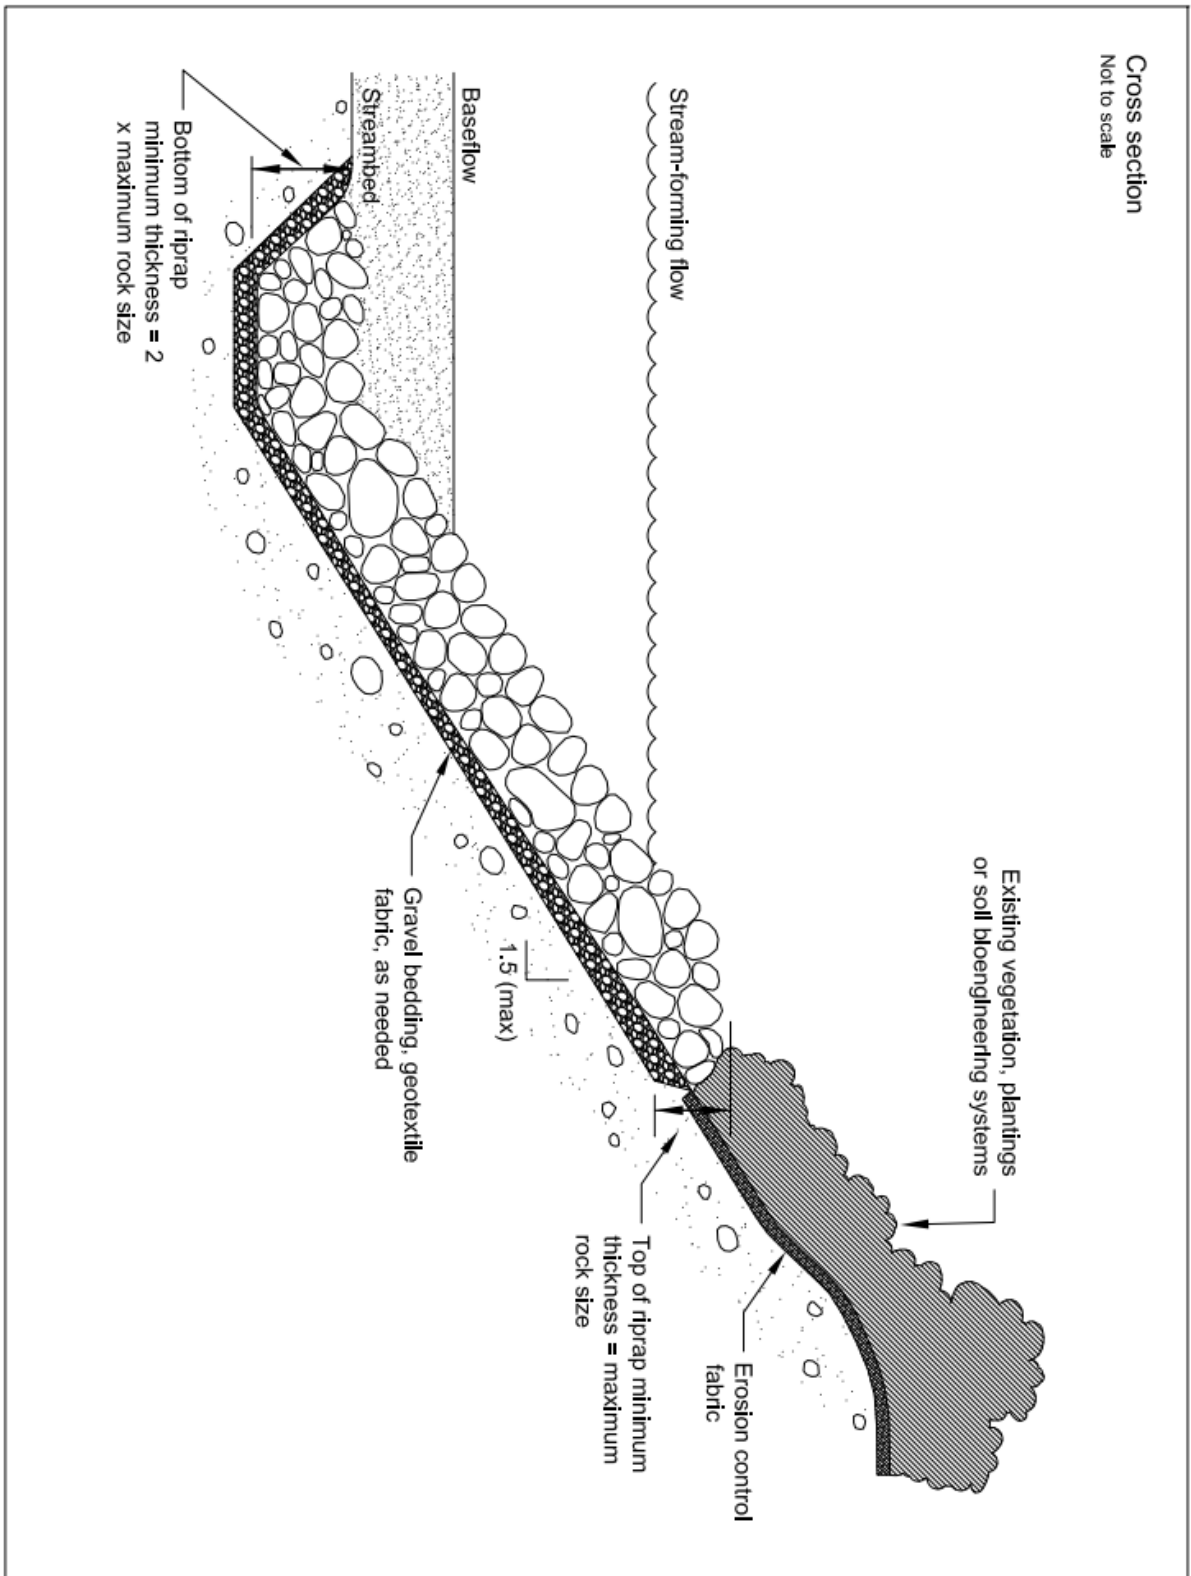 Cross section
Not to scale
Existing vegetation, plantings
or soil bioengineering systems
Stream-forming flow
Baseflow
Streambed
Bottom of riprap
minimum thickness = 2
x maximum rock size
Gravel bedding, geotextile
fabric, as needed
1.5 (max)
Top of riprap minimum
thickness = maximum
rock size
Erosion control
fabric